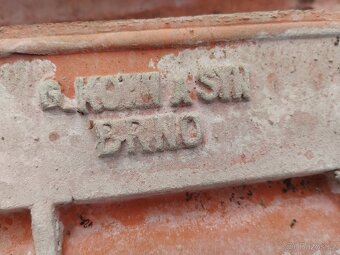 G. KOHN A SYN
BRNO